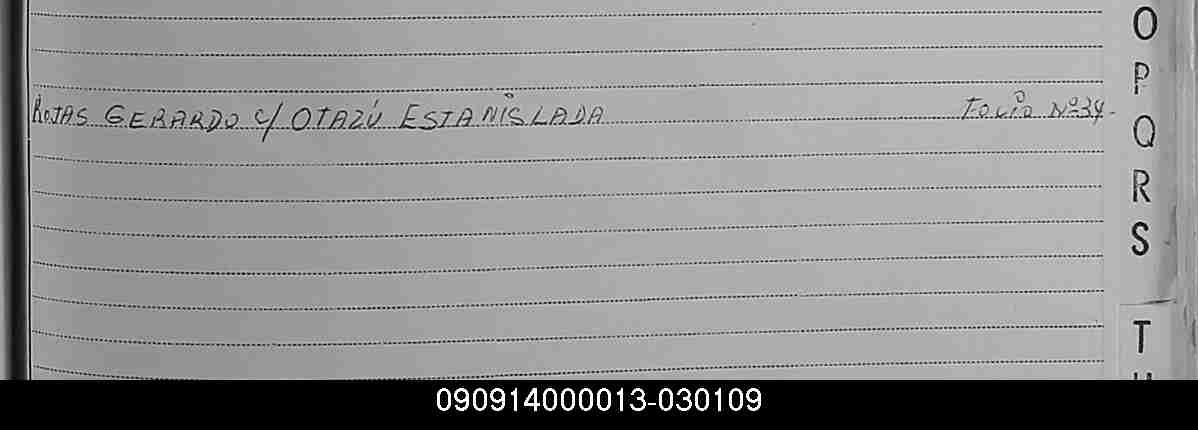 ROJAS GERARDO c/ OTAZÚ ESTANISLADA Folio Nº34-
O
P
Q
R
S
T
090914000013-030109